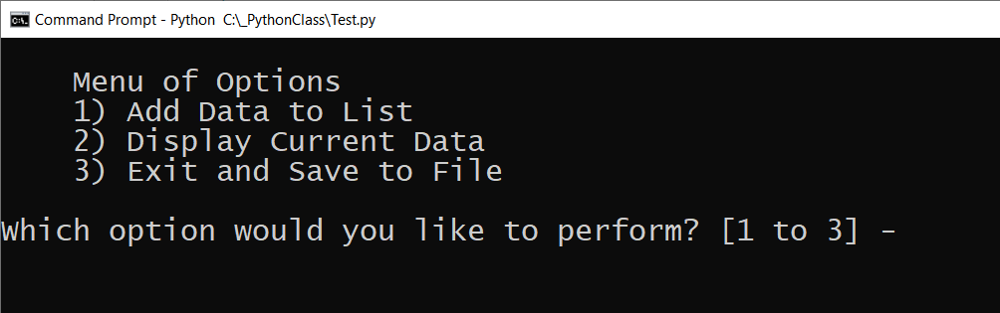 Command Prompt - Python  C:\_PythonClass\Test.py
Menu of Options
1) Add Data to List
2) Display Current Data
3) Exit and Save to File
Which option would you like to perform? [1 to 3] -